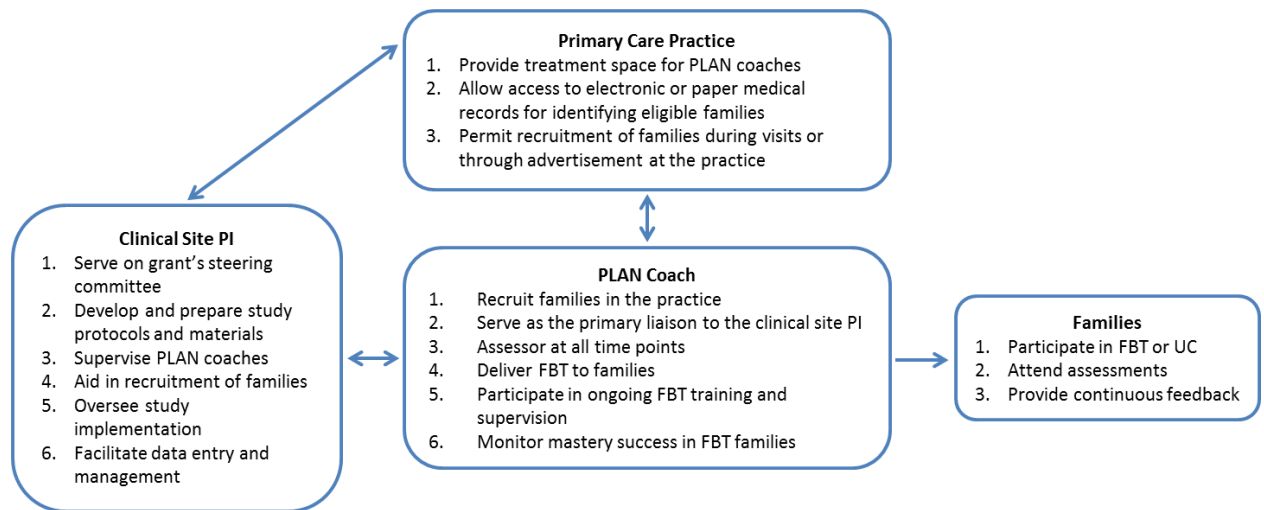 Primary Care Practice
1. Provide treatment space for PLAN coaches
2. Allow access to electronic or paper medical
records for identifying eligible families
3. Permit recruitment of families during visits or
through advertisement at the practice
Clinical Site PI
1. Serve on grant’s steering
committee
2. Develop and prepare study
protocols and materials
3. Supervise PLAN coaches
4. Aid in recruitment of families
5. Oversee study
implementation
6. Facilitate data entry and
management
PLAN Coach
1. Recruit families in the practice
2. Serve as the primary liaison to the clinical site PI
3. Assessor at all time points
4. Deliver FBT to families
5. Participate in ongoing FBT training and
supervision
6. Monitor mastery success in FBT families
Families
1. Participate in FBT or UC
2. Attend assessments
3. Provide continuous feedback